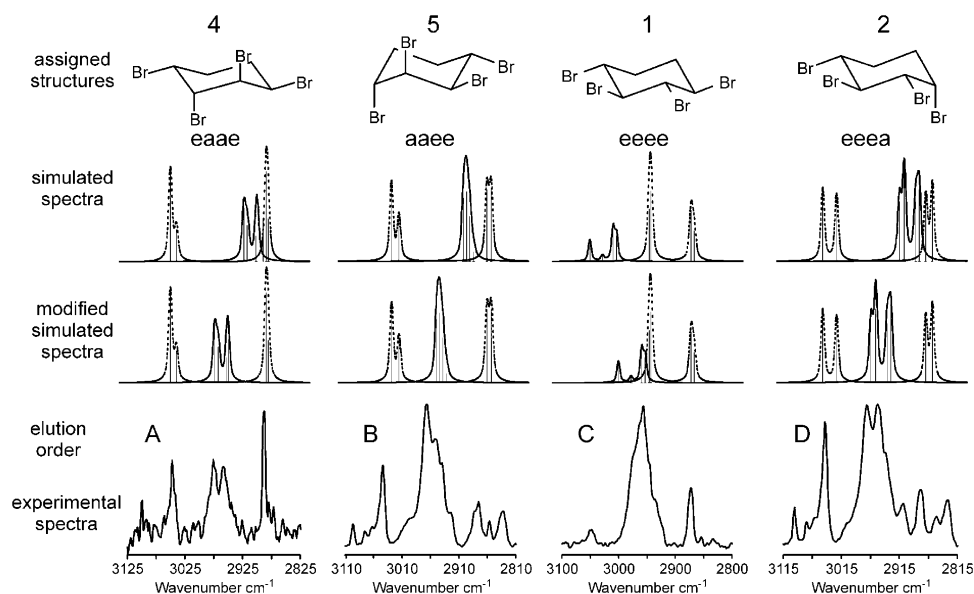 4 5 1 2
assigned
structures
Br Br Br Br
Br Br Br Br
Br Br Br Br
Br Br Br Br
eaae aaee eeee eeea
simulated
spectra
modified
simulated
spectra
elution
order
A B C D
experimental
spectra
3125 3025 2925 2825
3110 3010 2910 2810
3100 3000 2900 2800
3115 3015 2915 2815
Wavenumber cm-1 Wavenumber cm-1 Wavenumber cm-1 Wavenumber cm-1